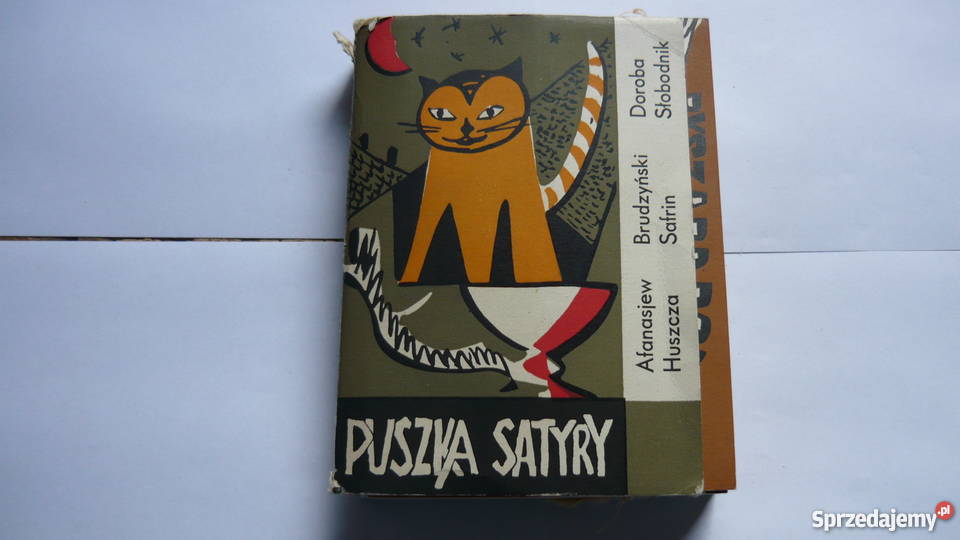 Afanasjew Brudzyński Doroba
Huszcza Safrin Słobodnik
PUSZKA SATYRY
Sprzedajemy.pl